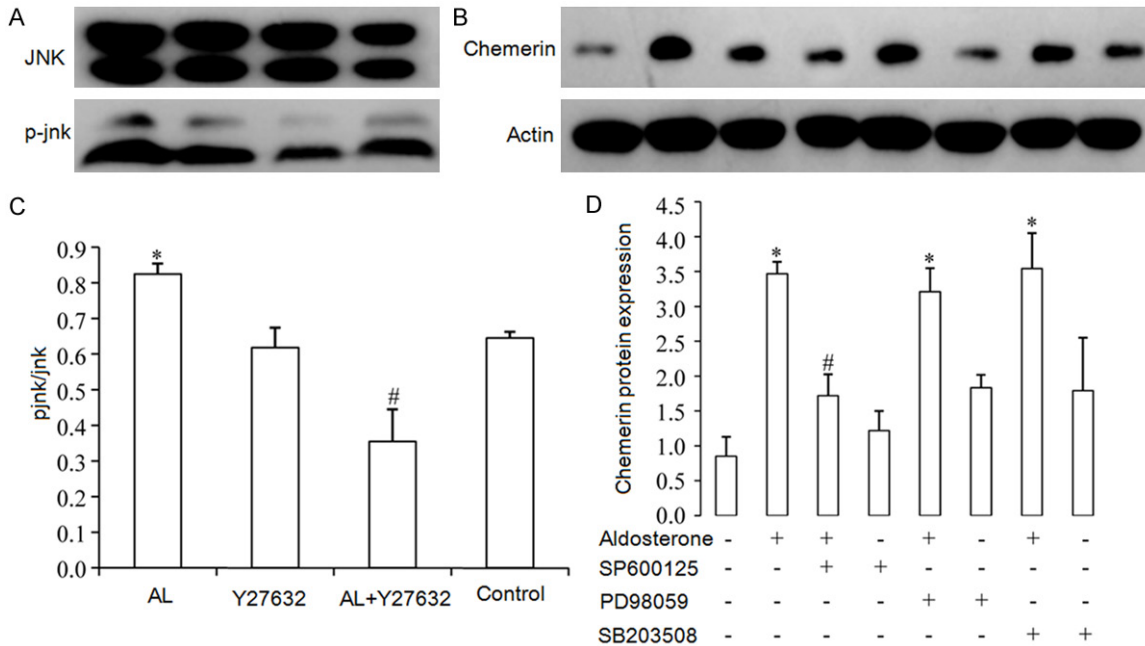 A
JNK
p-jnk
B
Chemerin
Actin
C
pjnk/jnk
0.9
0.8
0.7
0.6
0.5
0.4
0.3
0.2
0.1
0.0
*
#
AL
Y27632
AL+Y27632
Control
D
Chemerin protein expression
4.5
4.0
3.5
3.0
2.5
2.0
1.5
1.0
0.5
0.0
*
#
*
*
Aldosterone - + + - + - + -
SP600125 - - + + - - - -
PD98059 - - - - + + - -
SB203508 - - - - - - + +